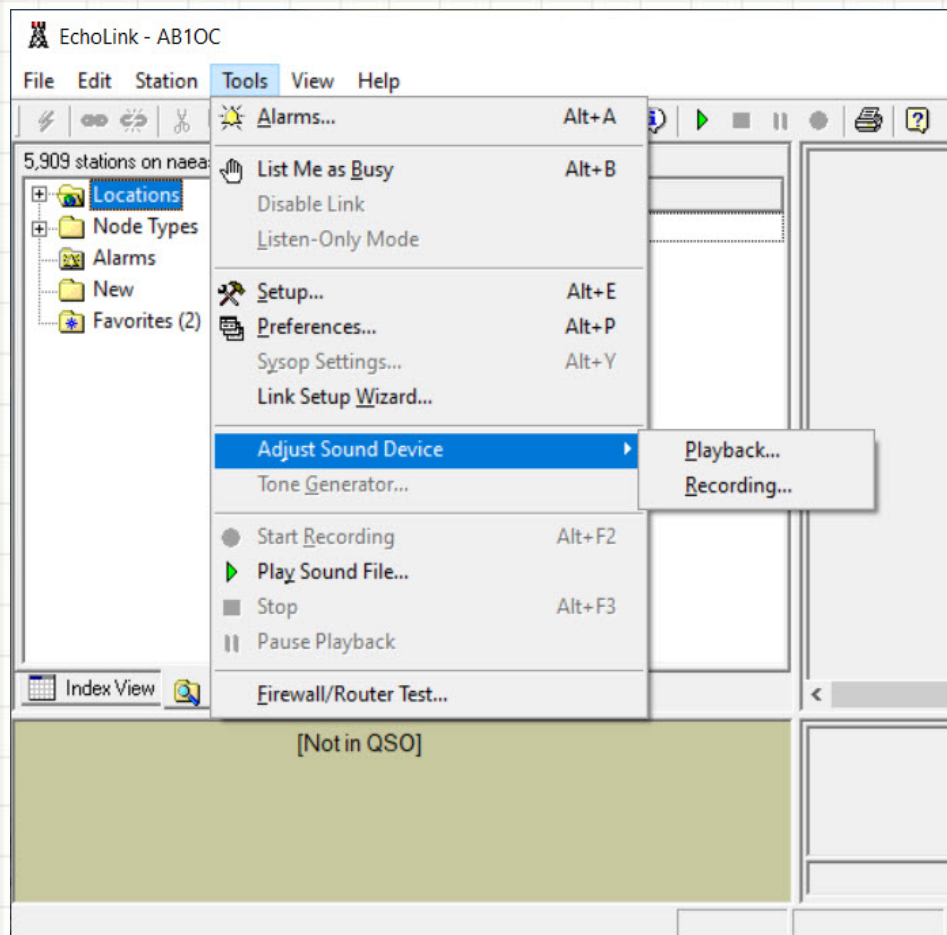 EchoLink - AB1OC
File Edit Station Tools View Help
5,909 stations on naeas
Locations
Node Types
Alarms
New
Favorites (2)
Alarms... Alt+A
List Me as Busy Alt+B
Disable Link
Listen-Only Mode
Setup... Alt+E
Preferences... Alt+P
Sysop Settings... Alt+Y
Link Setup Wizard...
Adjust Sound Device
Playback...
Recording...
Tone Generator...
Start Recording Alt+F2
Play Sound File...
Stop Alt+F3
Pause Playback
Firewall/Router Test...
Index View
[Not in QSO]